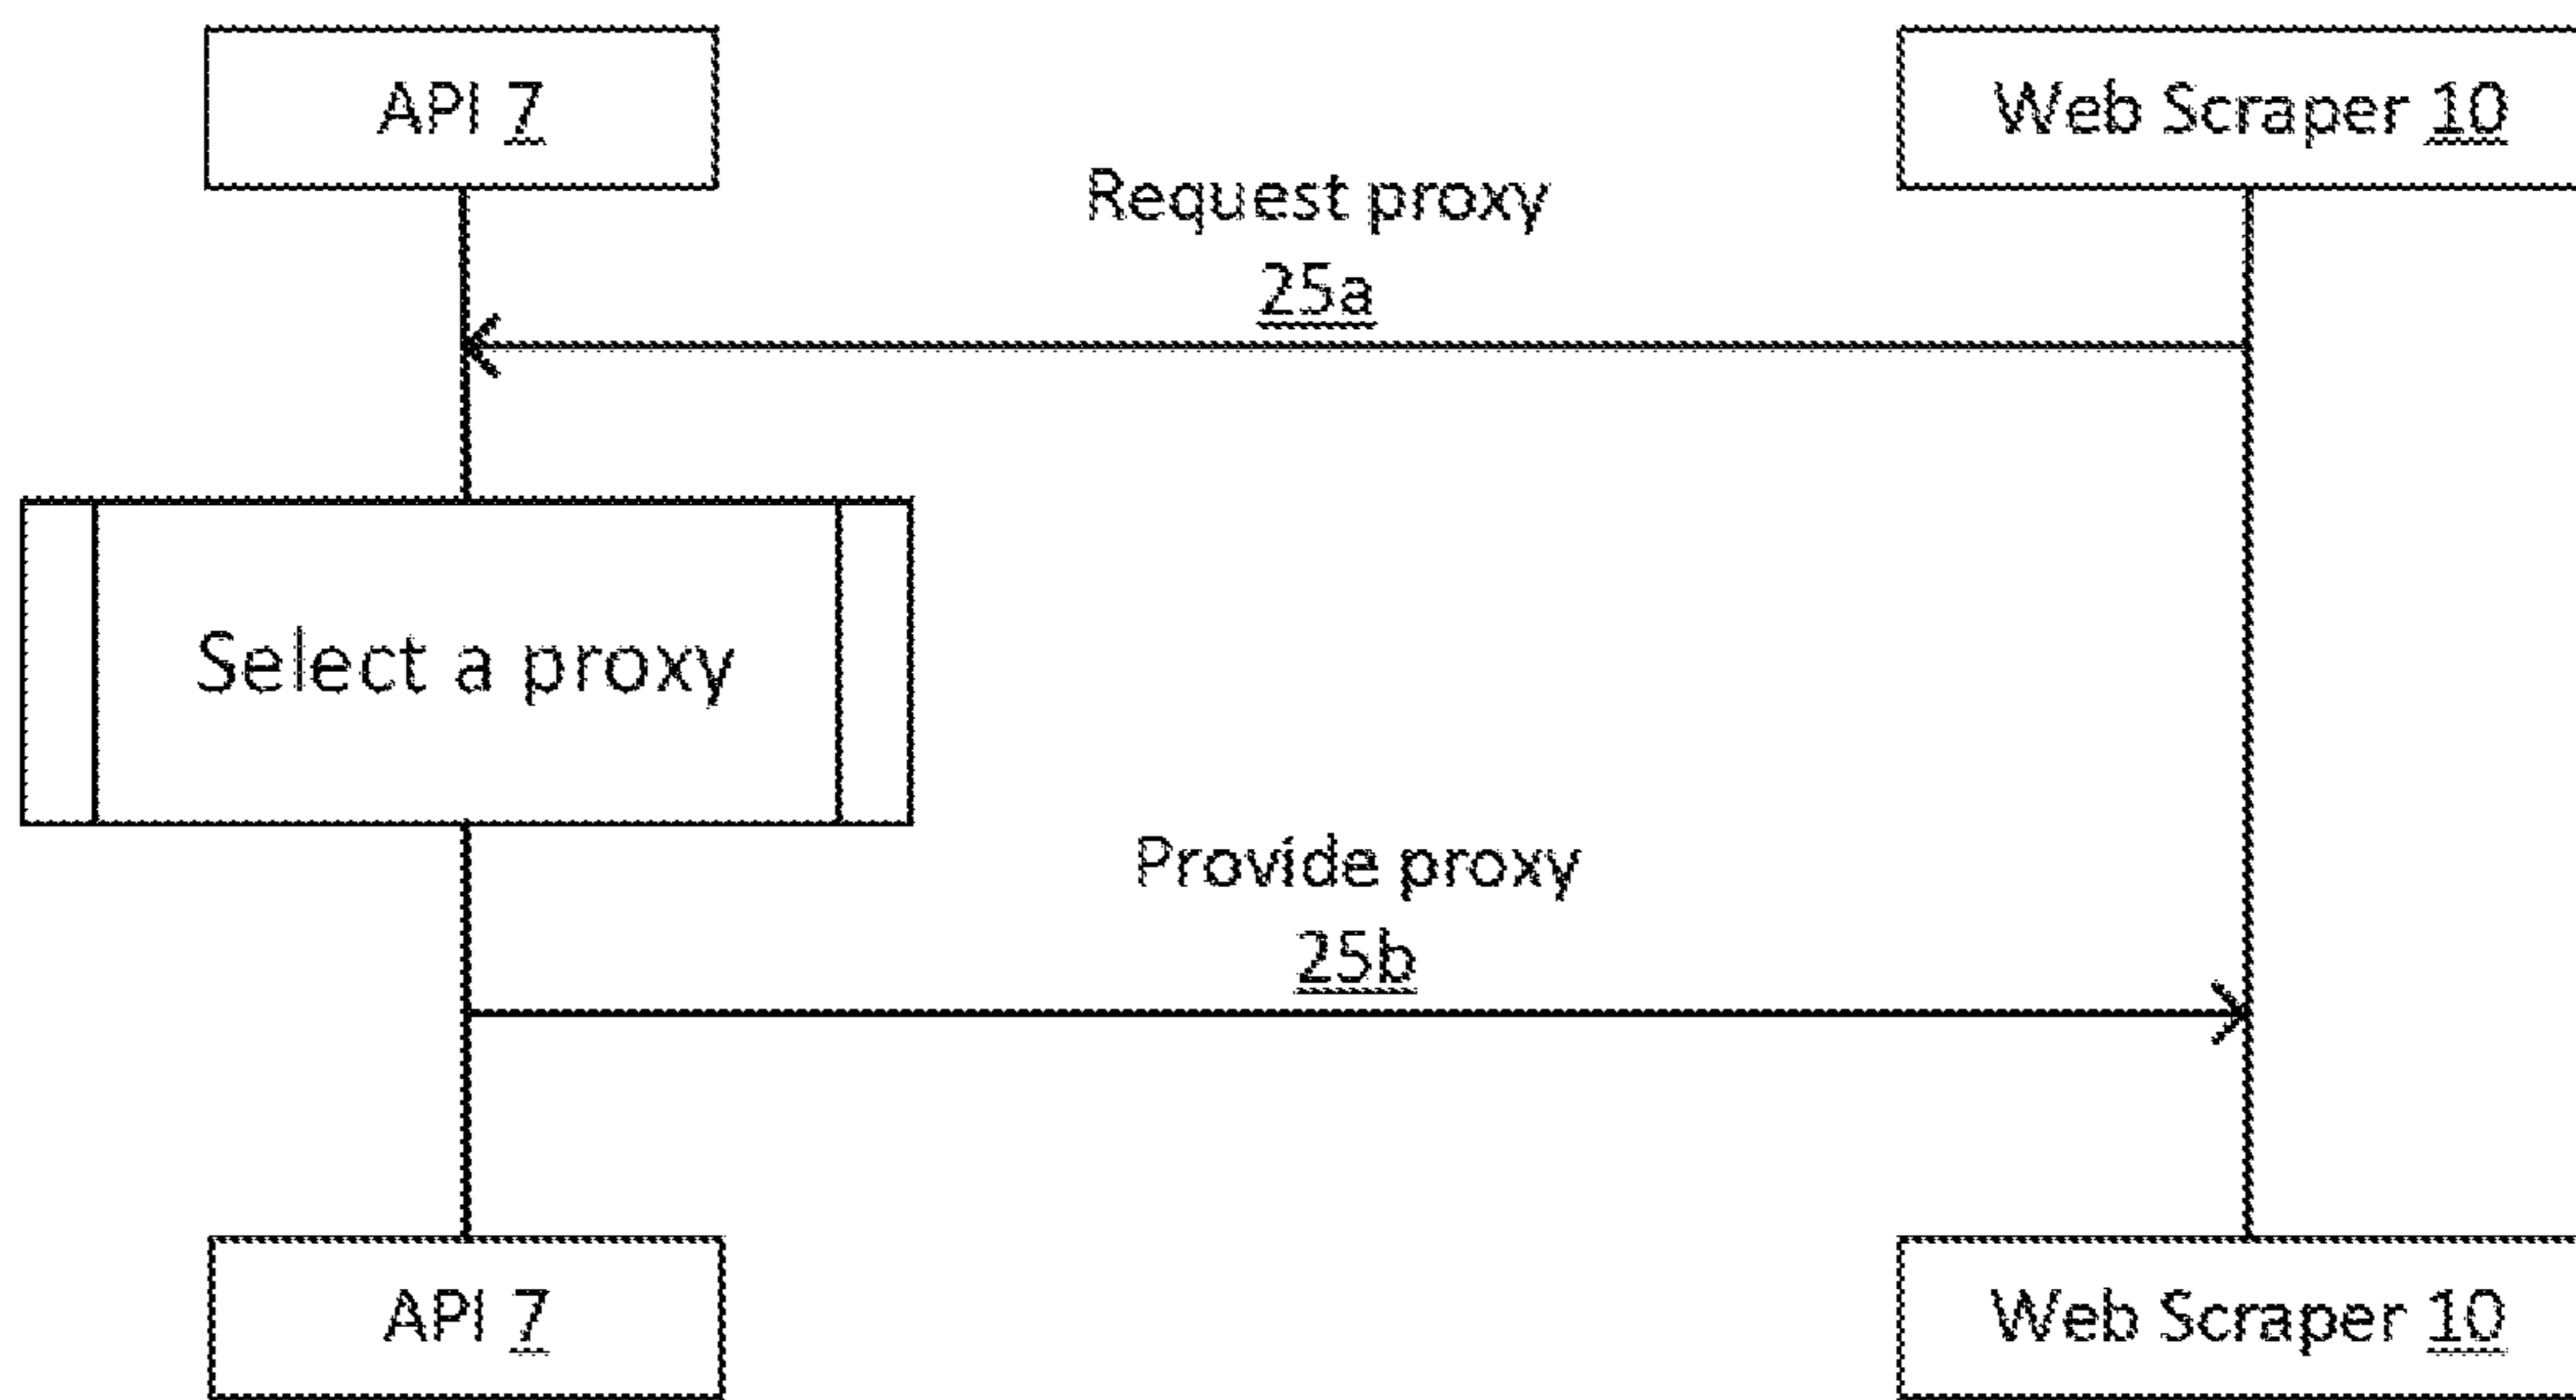 API 7
Web Scraper 10
Request proxy
25a
Select a proxy
Provide proxy
25b
API 7
Web Scraper 10